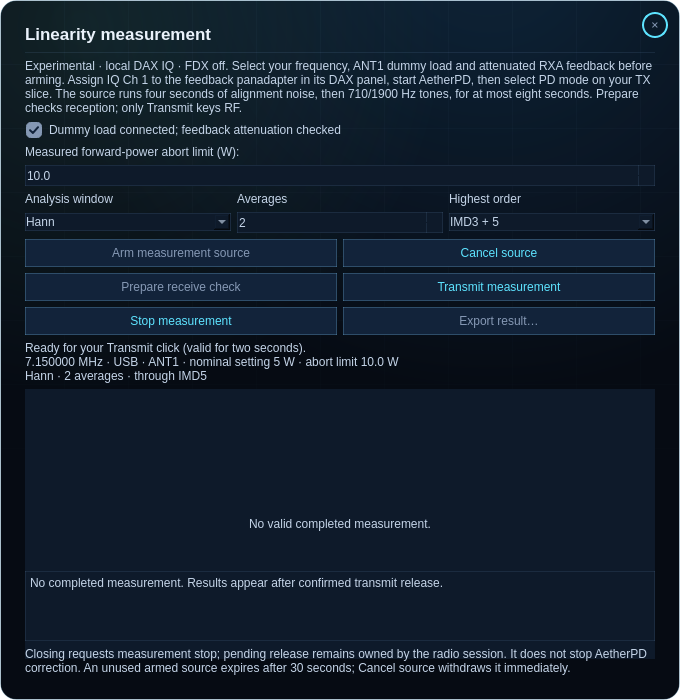 Linearity measurement
×
Experimental · local DAX IQ · FDX off. Select your frequency, ANT1 dummy load and attenuated RXA feedback before
arming. Assign IQ Ch 1 to the feedback panadapter in its DAX panel, start AetherPD, then select PD mode on your TX
slice. The source runs four seconds of alignment noise, then 710/1900 Hz tones, for at most eight seconds. Prepare
checks reception; only Transmit keys RF.
Dummy load connected; feedback attenuation checked
Measured forward-power abort limit (W):
10.0
Analysis window Averages Highest order
Hann 2 IMD3 + 5
Arm measurement source Cancel source
Prepare receive check Transmit measurement
Stop measurement Export result…
Ready for your Transmit click (valid for two seconds).
7.150000 MHz · USB · ANT1 · nominal setting 5 W · abort limit 10.0 W
Hann · 2 averages · through IMD5
No valid completed measurement.
No completed measurement. Results appear after confirmed transmit release.
Closing requests measurement stop; pending release remains owned by the radio session. It does not stop AetherPD
correction. An unused armed source expires after 30 seconds; Cancel source withdraws it immediately.